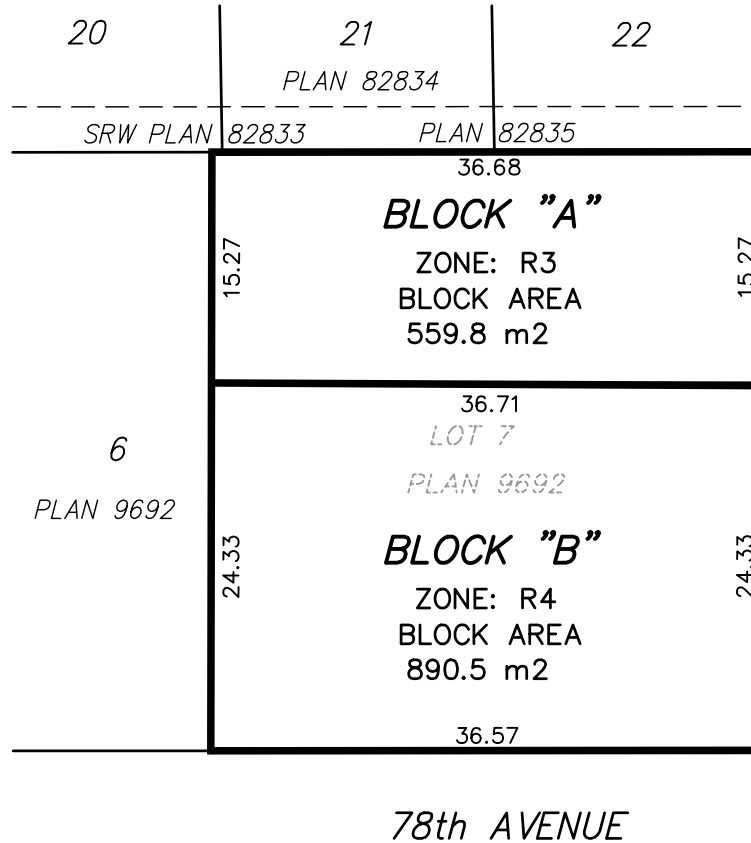 20 21 22
PLAN 82834
SRW PLAN 82833 PLAN 82835
36.68
BLOCK "A"
15.27 15.27
ZONE: R3
BLOCK AREA
559.8 m2
36.71
LOT 7
6
PLAN 9692
PLAN 9692
BLOCK "B"
24.33 24.33
ZONE: R4
BLOCK AREA
890.5 m2
36.57
78th AVENUE